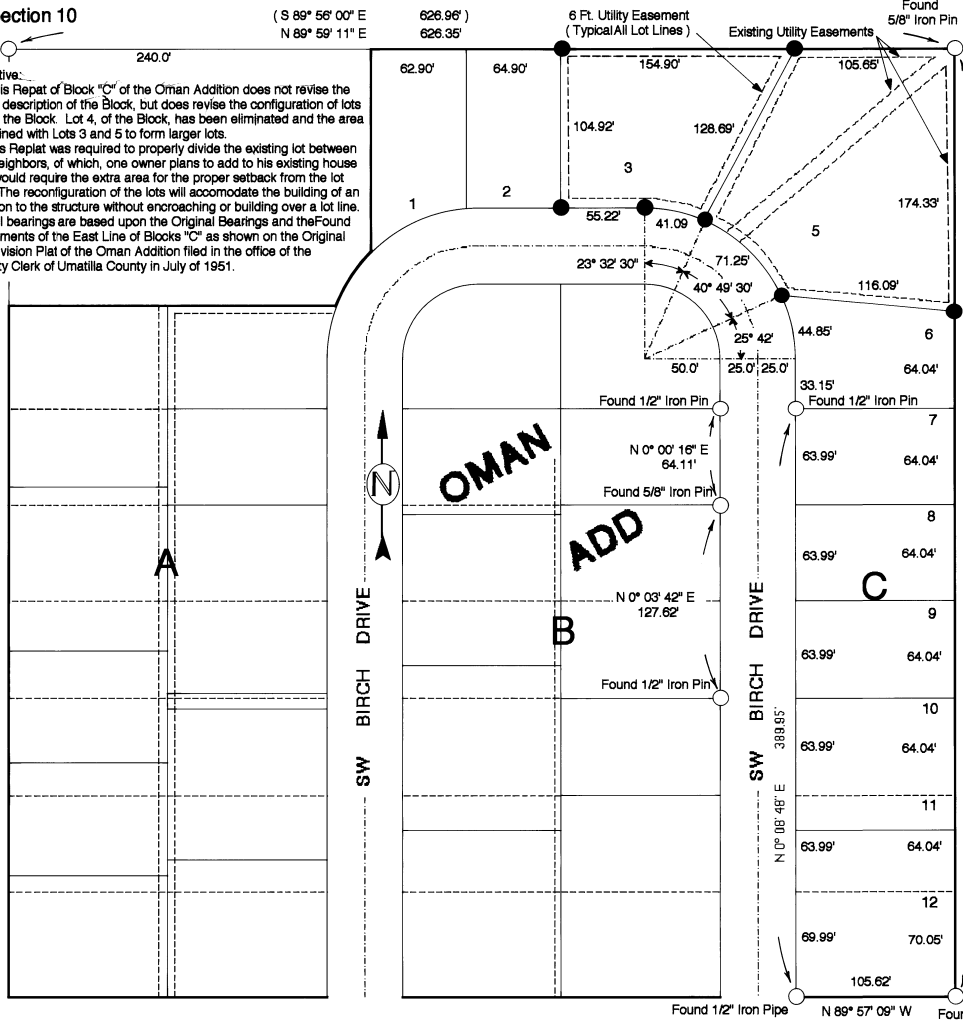 ection 10
( S 89° 56' 00" E 626.96' )
N 89° 59' 11" E 626.35'
6 Ft. Utility Easement
( Typical All Lot Lines )
Existing Utility Easements
Found
5/8" Iron Pin
240.0'
62.90'
64.90'
154.90'
105.65'
tive:
is Repat of Block "C" of the Oman Addition does not revise the
description of the Block, but does revise the configuration of lots
the Block. Lot 4, of the Block, has been eliminated and the area
ined with Lots 3 and 5 to form larger lots.
s Replat was required to properly divide the existing lot between
eighbors, of which, one owner plans to add to his existing house
would require the extra area for the proper setback from the lot
The reconfiguration of the lots will accomodate the building of an
on to the structure without encroaching or building over a lot line.
l bearings are based upon the Original Bearings and theFound
ments of the East Line of Blocks "C" as shown on the Original
vision Plat of the Oman Addition filed in the office of the
ty Clerk of Umatilla County in July of 1951.
104.92'
128.69'
3
1
2
174.33'
55.22'
41.09
5
71.25'
23° 32' 30"
40° 49' 30'
116.09'
25° 42'
44.85'
6
50.0'
25.0'
25.0'
64.04'
33.15'
Found 1/2" Iron Pin
Found 1/2" Iron Pin
7
N 0° 00' 16" E
64.11'
63.99'
64.04'
OMAN
N
Found 5/8" Iron Pin
8
ADD
63.99'
64.04'
A
C
N 0° 03' 42" E
127.62'
9
B
SW BIRCH DRIVE
SW BIRCH DRIVE
63.99'
64.04'
Found 1/2" Iron Pin
10
N 0° 08' 48" E 389.95'
63.99'
64.04'
11
63.99'
64.04'
12
69.99'
70.05'
105.62'
Found 1/2" Iron Pipe
N 89° 57' 09" W
Foun